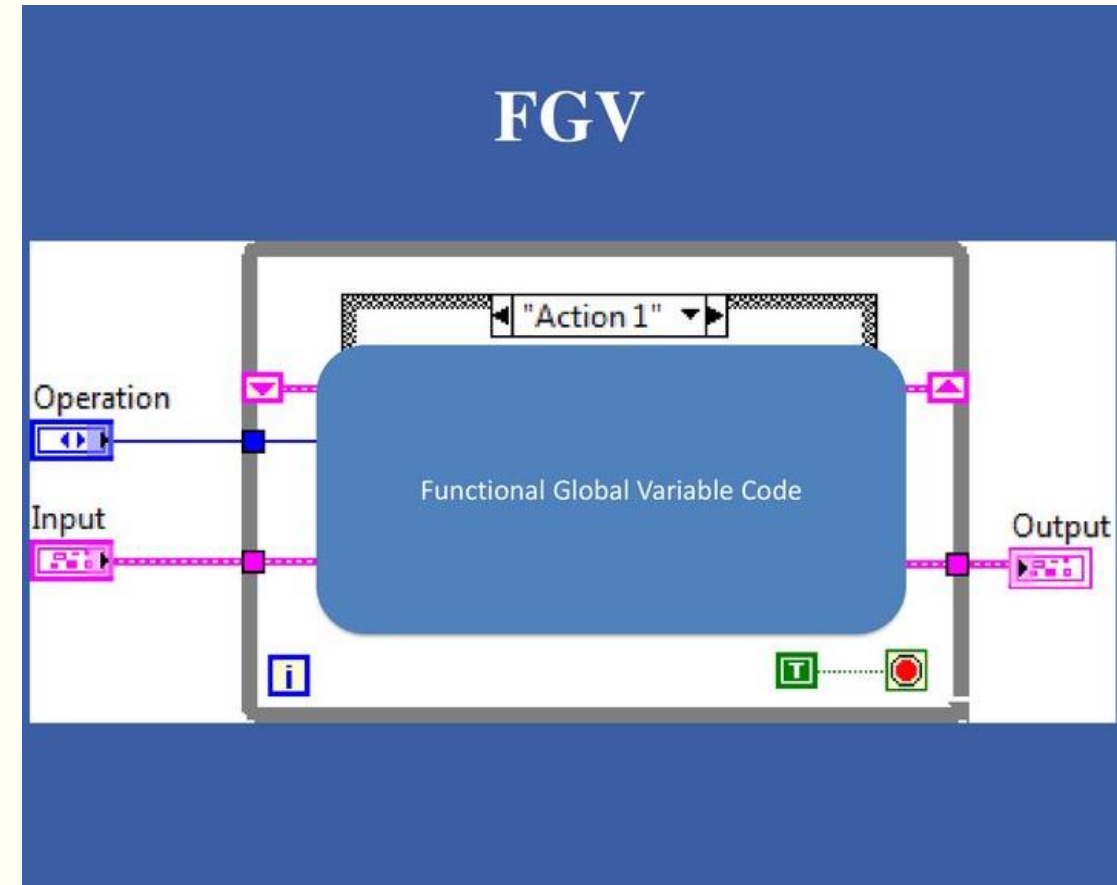 FGV
"Action 1"
Operation
Functional Global Variable Code
Input
Output
i
T